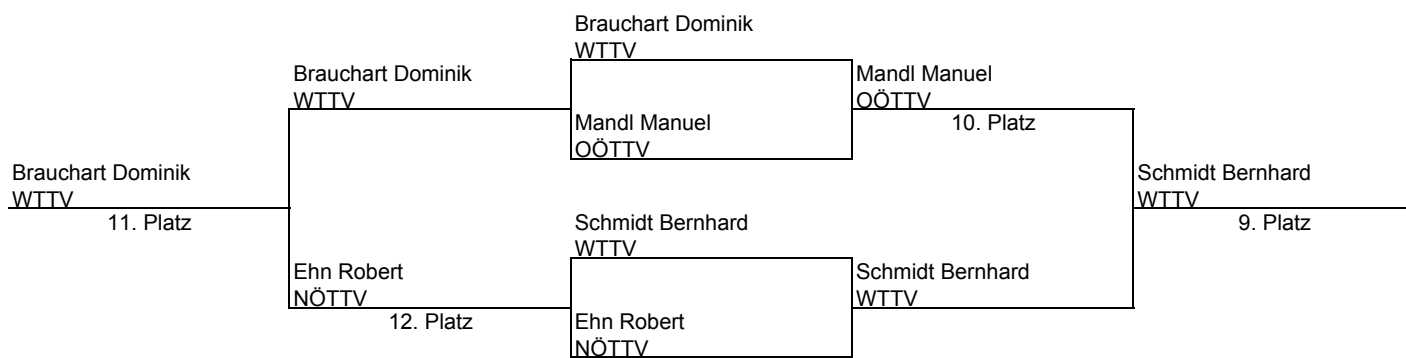 Brauchart Dominik
WTTV
Brauchart Dominik
WTTV
Mandl Manuel
OÖTTV
10. Platz
Mandl Manuel
OÖTTV
Brauchart Dominik
WTTV
11. Platz
Schmidt Bernhard
WTTV
9. Platz
Schmidt Bernhard
WTTV
Ehn Robert
NÖTTV
12. Platz
Schmidt Bernhard
WTTV
Ehn Robert
NÖTTV